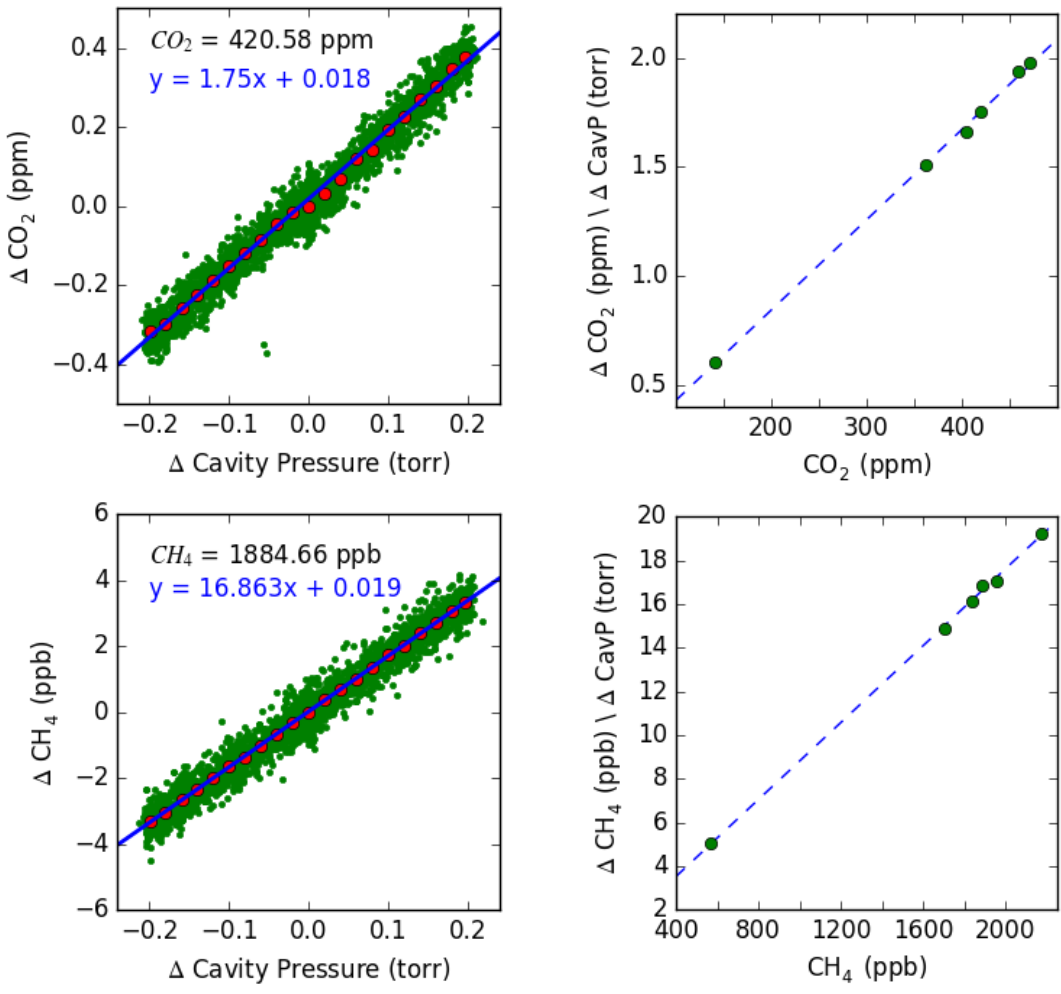 CO2 = 420.58 ppm
y = 1.75x + 0.018
0.4
0.2
0.0
−0.2
−0.4
Δ CO2 (ppm)
−0.2 −0.1 0.0 0.1 0.2
Δ Cavity Pressure (torr)
2.0
1.5
1.0
0.5
Δ CO2 (ppm) \ Δ CavP (torr)
200 300 400
CO2 (ppm)
CH4 = 1884.66 ppb
y = 16.863x + 0.019
6
4
2
0
−2
−4
−6
Δ CH4 (ppb)
−0.2 −0.1 0.0 0.1 0.2
Δ Cavity Pressure (torr)
20
18
16
14
12
10
8
6
4
2
Δ CH4 (ppb) \ Δ CavP (torr)
400 800 1200 1600 2000
CH4 (ppb)